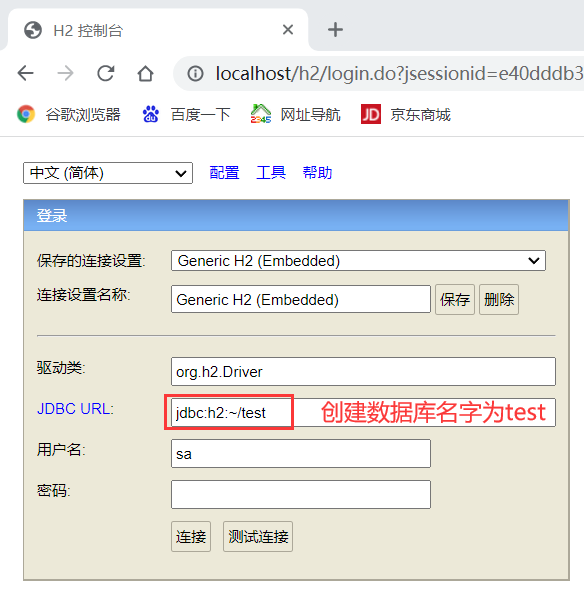 H2 控制台
localhost/h2/login.do?jsessionid=e40dddb3
谷歌浏览器 百度一下 2345 网址导航 JD 京东商城
中文 (简体) 配置 工具 帮助
登录
保存的连接设置: Generic H2 (Embedded)
连接设置名称: Generic H2 (Embedded) 保存 删除
驱动类: org.h2.Driver
JDBC URL: jdbc:h2:~/test 创建数据库名字为test
用户名: sa
密码:
连接 测试连接